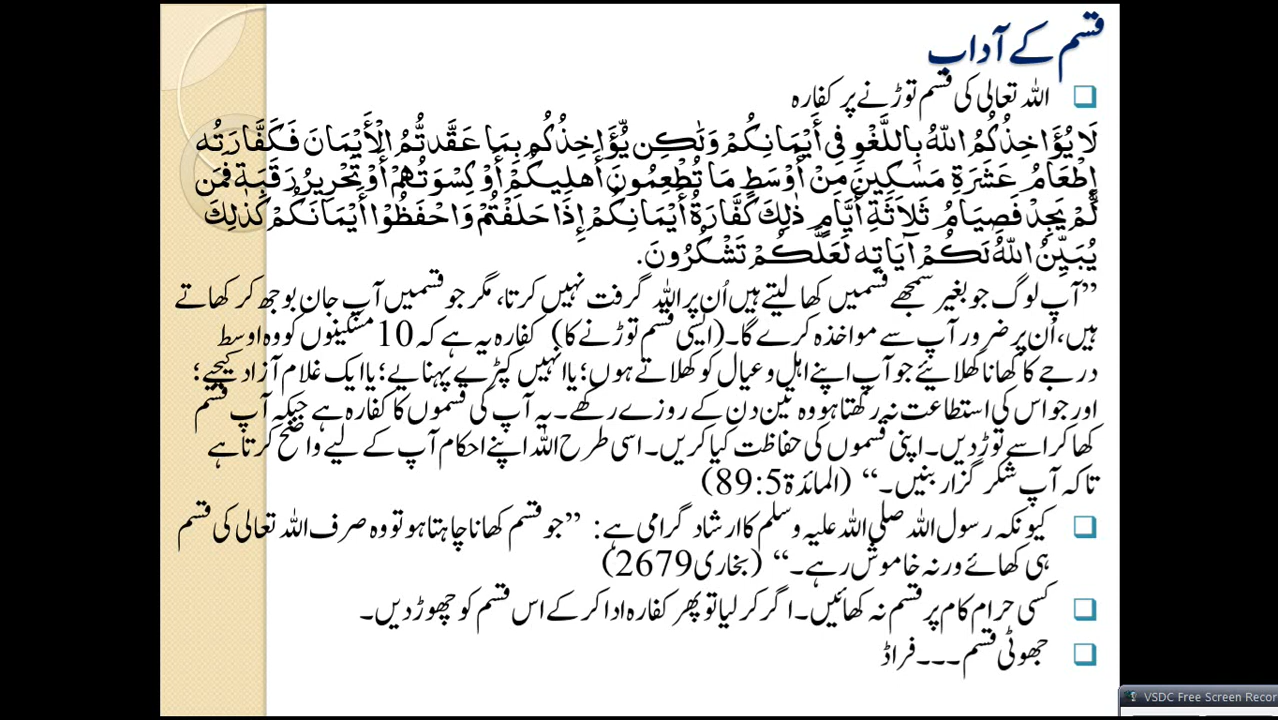 قسم کے آداب
اللہ تعالی کی قسم توڑنے پر کفارہ
لَا يُؤَاخِذُكُمُ اللَّهُ بِاللَّغْوِ فِي أَيْمَانِكُمْ وَلَٰكِن يُؤَاخِذُكُم بِمَا عَقَّدتُّمُ الْأَيْمَانَ فَكَفَّارَتُه
إِطْعَامُ عَشَرَةِ مَسَٰكِينَ مِنْ أَوْسَطِ مَا تُطْعِمُونَ أَهْلِيكُمْ أَوْ كِسْوَتُهُمْ أَوْ تَحْرِيرُ رَقَبَةٍ فَمَن
لَّمْ يَجِدْ فَصِيَامُ ثَلَاثَةِ أَيَّامٍ ذَٰلِكَ كَفَّارَةُ أَيْمَانِكُمْ إِذَا حَلَفْتُمْ وَاحْفَظُوا أَيْمَانَكُمْ كَذَٰلِكَ
يُبَيِّنُ اللَّهُ لَكُمْ آيَاتِه لَعَلَّكُمْ تَشْكُرُونَ.
”آپ لوگ جو بغیر سمجھے قسمیں کھا لیتے ہیں اُن پر اللہ گرفت نہیں کرتا، مگر جو قسمیں آپ جان بوجھ کر کھاتے
ہیں، اُن پر ضرور آپ سے مواخذہ کرے گا۔ (ایسی قسم توڑنے کا) کفارہ یہ ہے کہ 10 مسکینوں کو وہ اوسط
درجے کا کھانا کھلائیے جو آپ اپنے اہل و عیال کو کھلاتے ہوں؛ یا انہیں کپڑے پہنایے؛ یا ایک غلام آزاد کیجیے؛
اور جو اس کی استطاعت نہ رکھتا ہو وہ تین دن کے روزے رکھے۔ یہ آپ کی قسموں کا کفارہ ہے جبکہ آپ قسم
کھا کر اسے توڑ دیں۔ اپنی قسموں کی حفاظت کیا کریں۔ اسی طرح اللہ اپنے احکام آپ کے لیے واضح کرتا ہے
تا کہ آپ شکر گزار بنیں۔“ (المائدۃ 89:5)
کیونکہ رسول اللہ صلی اللہ علیہ وسلم کا ارشاد گرامی ہے: ”جو قسم کھانا چاہتا ہو تو وہ صرف اللہ تعالی کی قسم
ہی کھائے ورنہ خاموش رہے۔“ (بخاری 2679)
کسی حرام کام پر قسم نہ کھائیں۔ اگر کر لیا تو پھر کفارہ ادا کر کے اس قسم کو چھوڑ دیں۔
جھوٹی قسم۔۔۔ فراڈ
VSDC Free Screen Recor